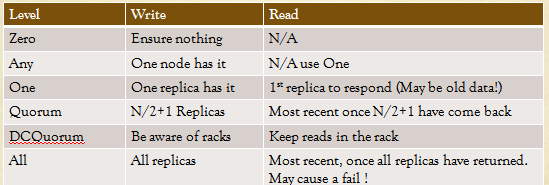 Level Write Read
Zero Ensure nothing N/A
Any One node has it N/A use One
One One replica has it 1st replica to respond (May be old data!)
Quorum N/2+1 Replicas Most recent once N/2+1 have come back
DCQuorum Be aware of racks Keep reads in the rack
All All replicas Most recent, once all replicas have returned.
May cause a fail !